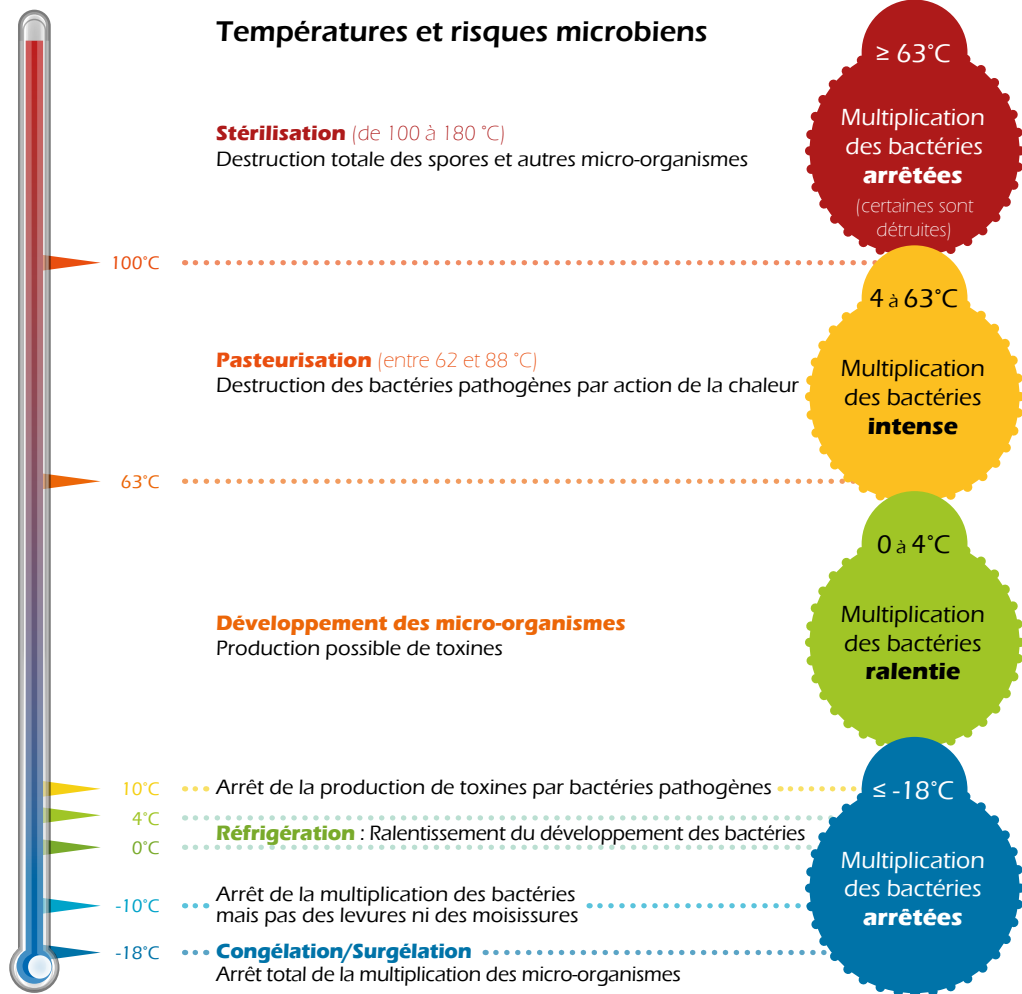 Températures et risques microbiens
Stérilisation (de 100 à 180 °C)
Destruction totale des spores et autres micro-organismes
100°C
Pasteurisation (entre 62 et 88 °C)
Destruction des bactéries pathogènes par action de la chaleur
63°C
Développement des micro-organismes
Production possible de toxines
10°C
Arrêt de la production de toxines par bactéries pathogènes
4°C
Réfrigération : Ralentissement du développement des bactéries
0°C
-10°C
Arrêt de la multiplication des bactéries
mais pas des levures ni des moisissures
-18°C
Congélation/Surgélation
Arrêt total de la multiplication des micro-organismes
≥ 63°C
Multiplication
des bactéries
arrêtées
(certaines sont
détruites)
4 à 63°C
Multiplication
des bactéries
intense
0 à 4°C
Multiplication
des bactéries
ralentie
≤ -18°C
Multiplication
des bactéries
arrêtées